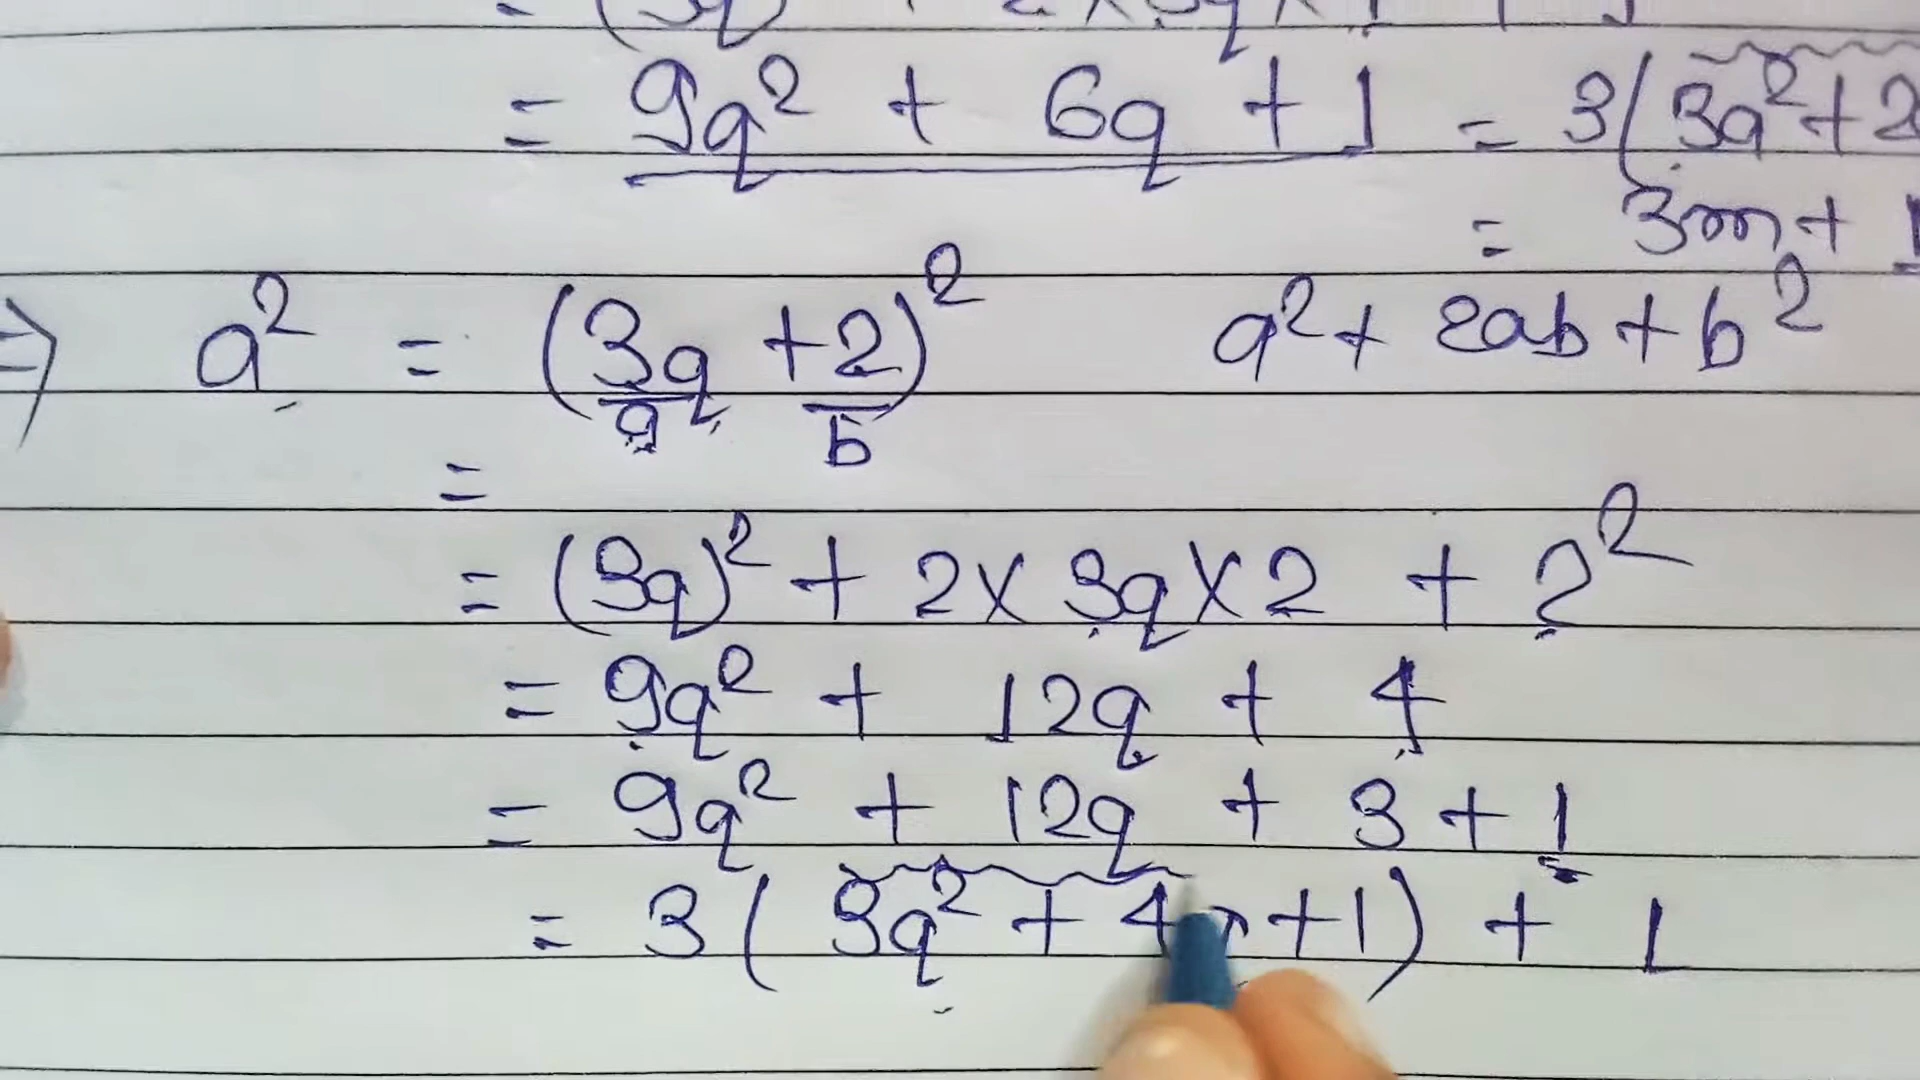 = 9q² + 6q + 1 = 3(3q² + 2
= 3m + 1
⇒ a² = (3q + 2)² a² + 2ab + b²
a b
=
= (3q)² + 2 × 3q × 2 + 2²
= 9q² + 12q + 4
= 9q² + 12q + 3 + 1
= 3 ( 3q² + 4 + 1 ) + 1